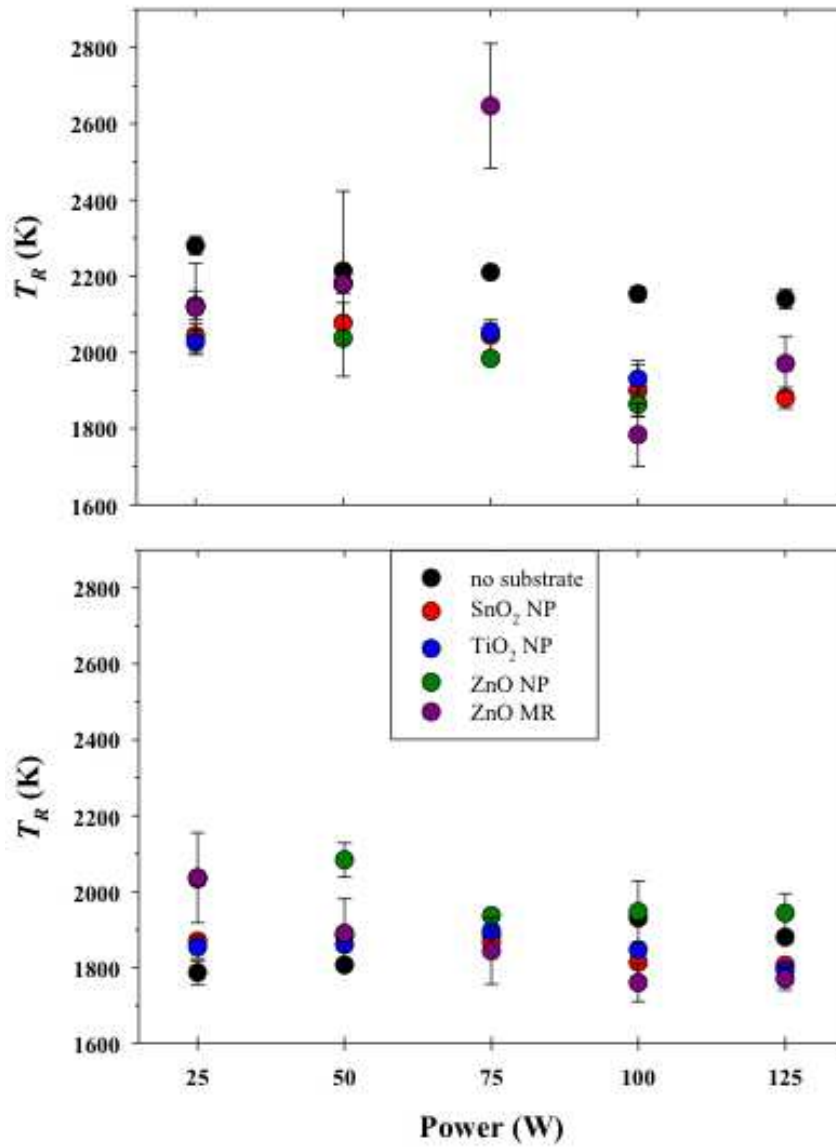 2800
2600
2400
2200
2000
1800
1600
T_R (K)
2800
2600
2400
2200
2000
1800
1600
T_R (K)
no substrate
SnO₂ NP
TiO₂ NP
ZnO NP
ZnO MR
25 50 75 100 125
Power (W)